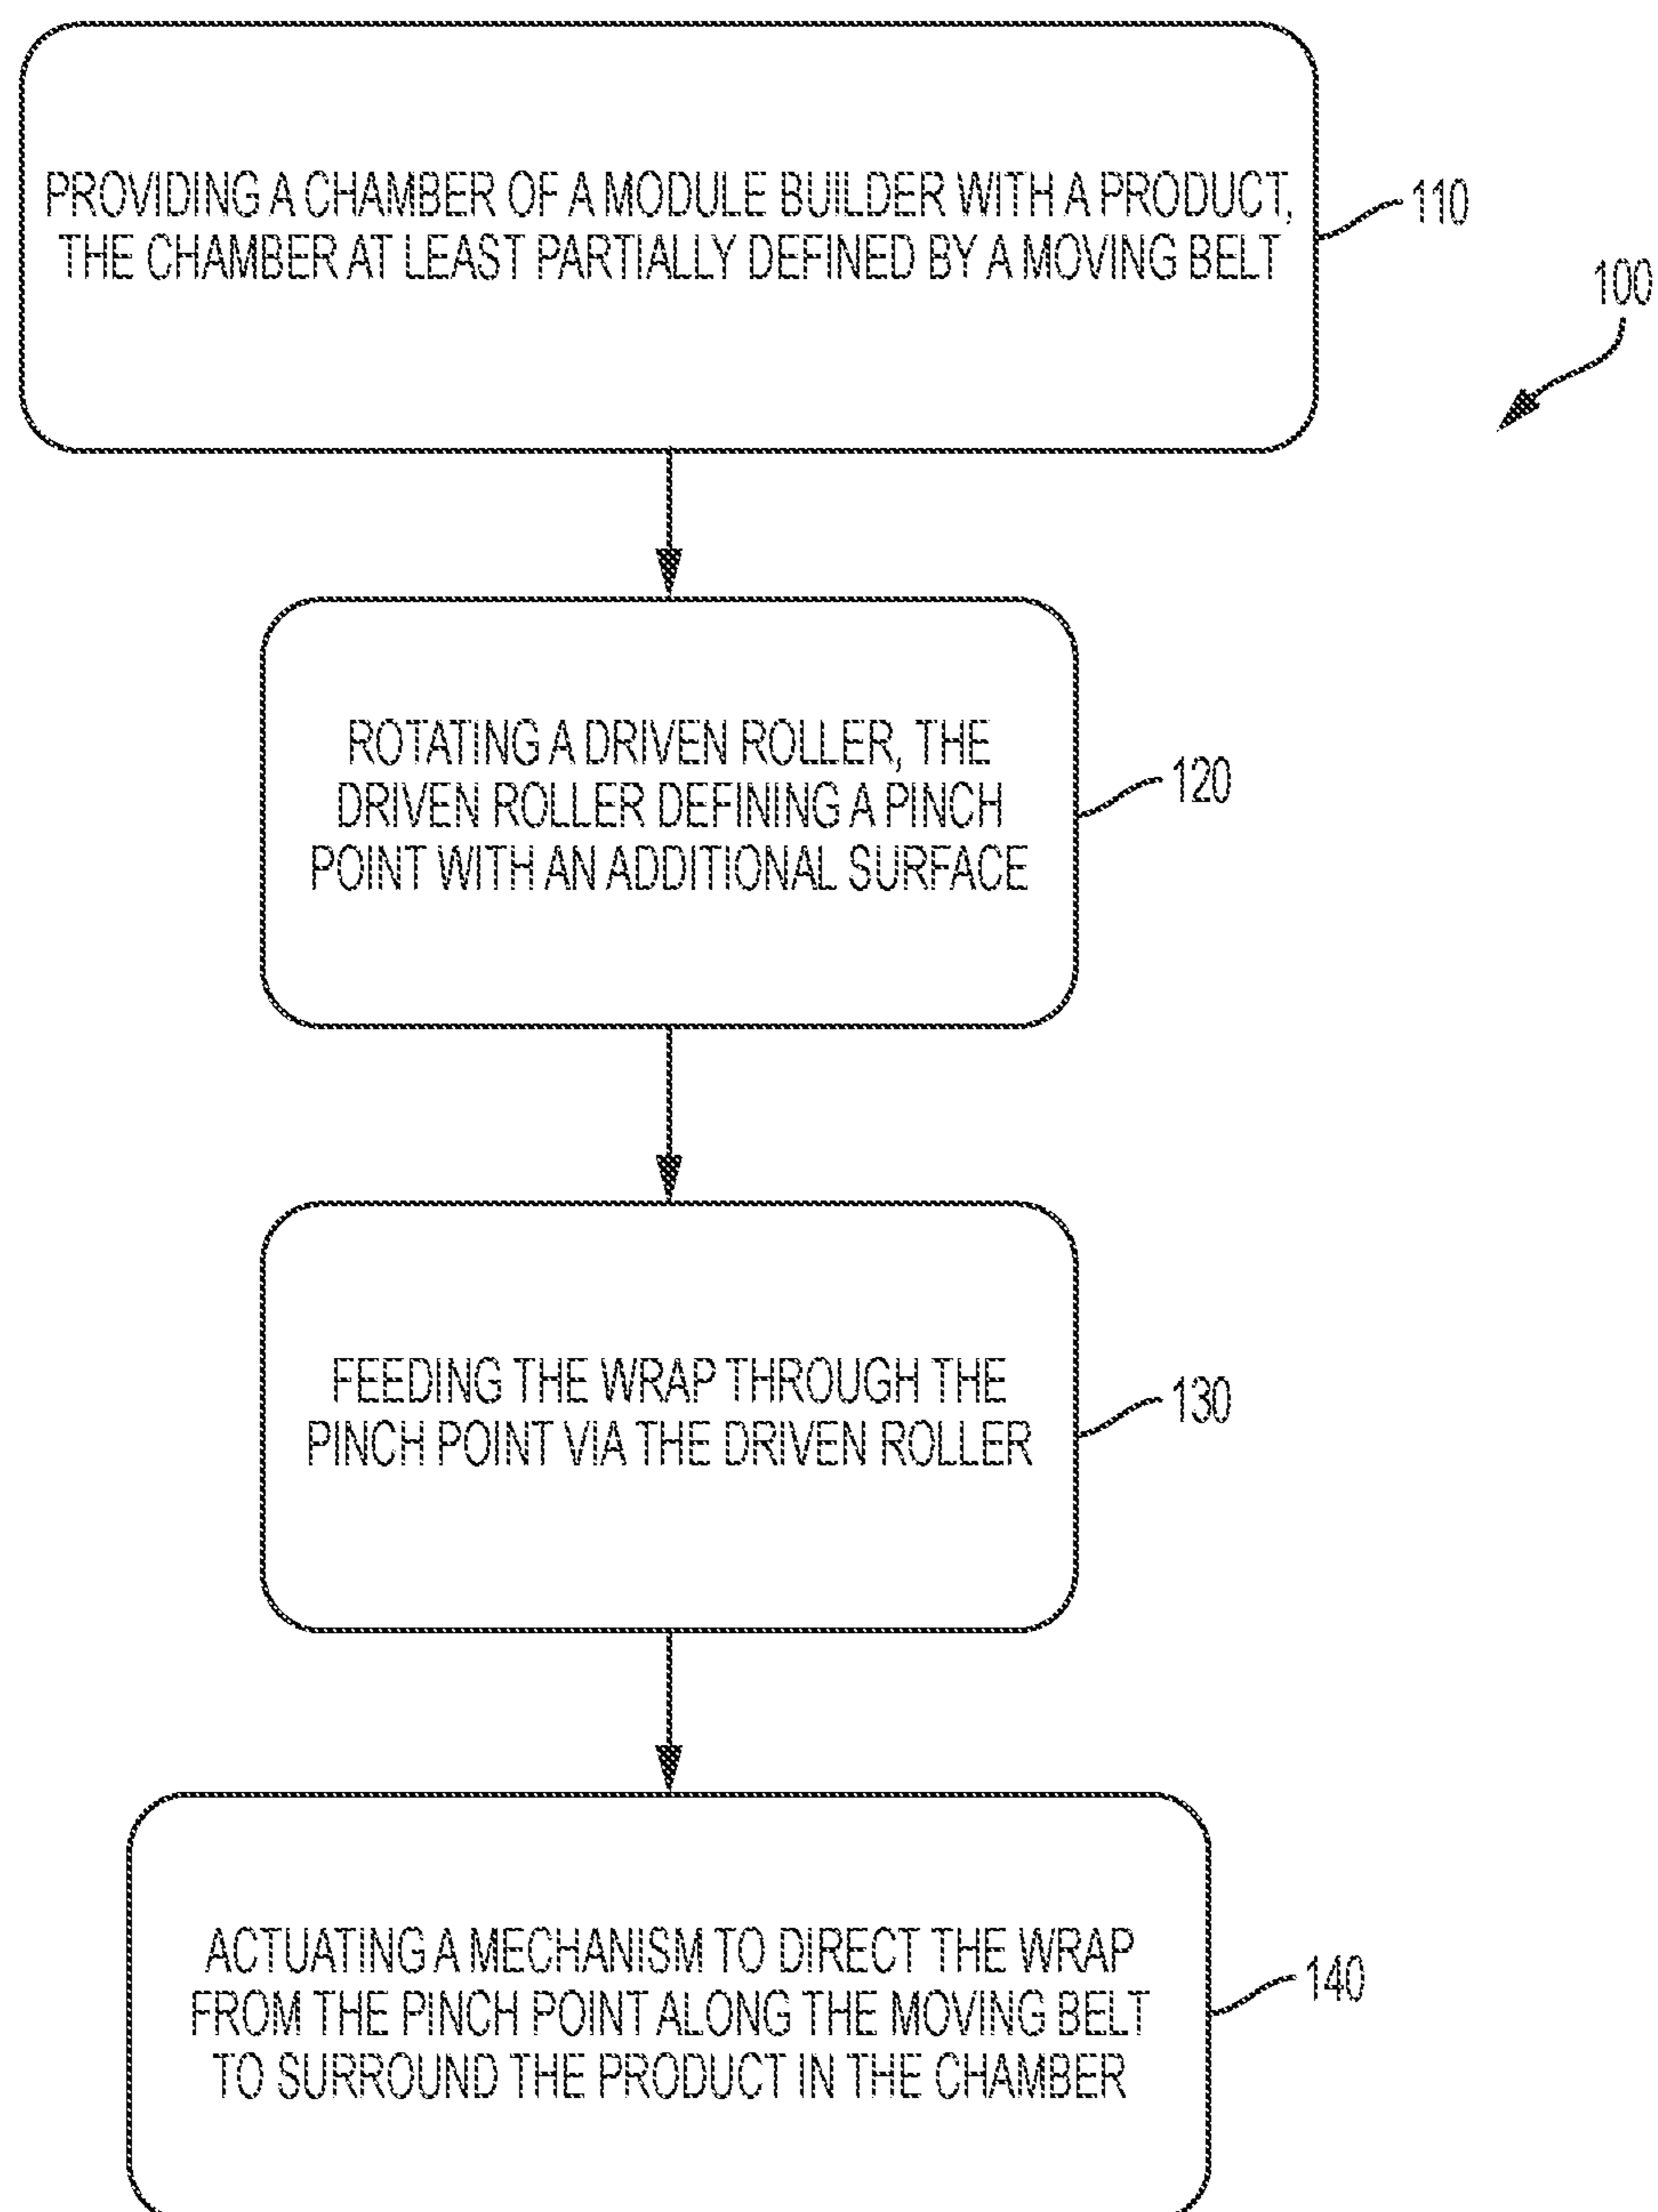 PROVIDING A CHAMBER OF A MODULE BUILDER WITH A PRODUCT,
THE CHAMBER AT LEAST PARTIALLY DEFINED BY A MOVING BELT
110
100
ROTATING A DRIVEN ROLLER, THE
DRIVEN ROLLER DEFINING A PINCH
POINT WITH AN ADDITIONAL SURFACE
120
FEEDING THE WRAP THROUGH THE
PINCH POINT VIA THE DRIVEN ROLLER
130
ACTUATING A MECHANISM TO DIRECT THE WRAP
FROM THE PINCH POINT ALONG THE MOVING BELT
TO SURROUND THE PRODUCT IN THE CHAMBER
140